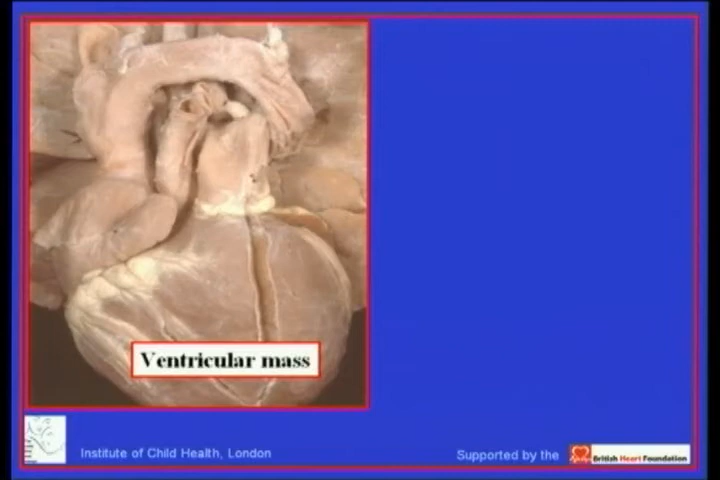 Ventricular mass
Institute of Child Health, London
Supported by the
British Heart Foundation